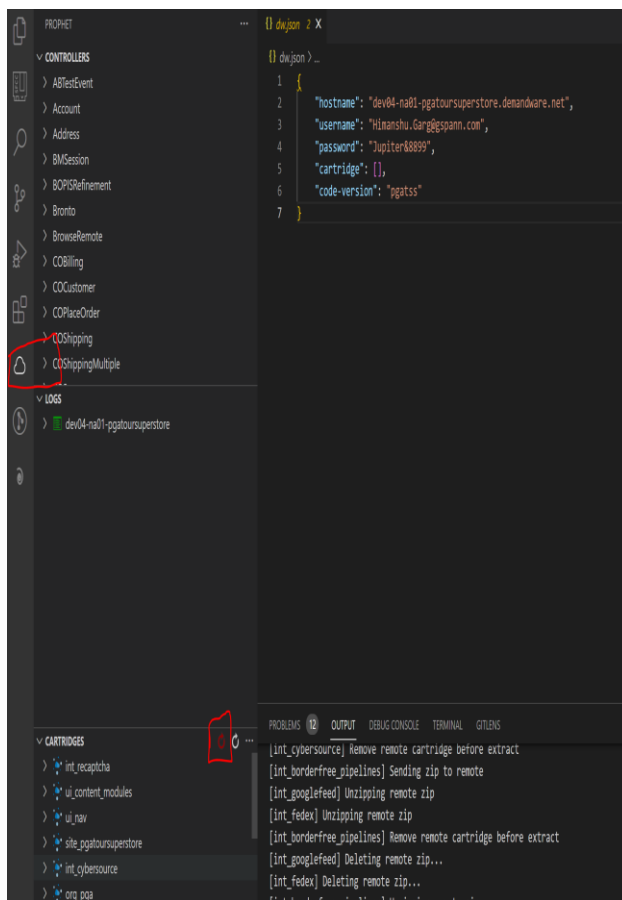 PROPHET
···
CONTROLLERS
ABTestEvent
Account
Address
BMSession
BOPISRefinement
Bronto
BrowseRemote
COBilling
COCustomer
COPlaceOrder
COShipping
COShippingMultiple
LOGS
dev04-na01-pgatoursuperstore
CARTRIDGES
···
int_recaptcha
ui_content_modules
ui_nav
site_pgatoursuperstore
int_cybersource
org_pga
{} dw.json 2 X
{} dw.json > ...
1 {
2 "hostname": "dev04-na01-pgatoursuperstore.demandware.net",
3 "username": "Himanshu.Garg@gspann.com",
4 "password": "Jupiter&8899",
5 "cartridge": [],
6 "code-version": "pgatss"
7 }
PROBLEMS 12 OUTPUT DEBUG CONSOLE TERMINAL GITLENS
[int_cybersource] Remove remote cartridge before extract
[int_borderfree_pipelines] Sending zip to remote
[int_googlefeed] Unzipping remote zip
[int_fedex] Unzipping remote zip
[int_borderfree_pipelines] Remove remote cartridge before extract
[int_googlefeed] Deleting remote zip...
[int_fedex] Deleting remote zip...